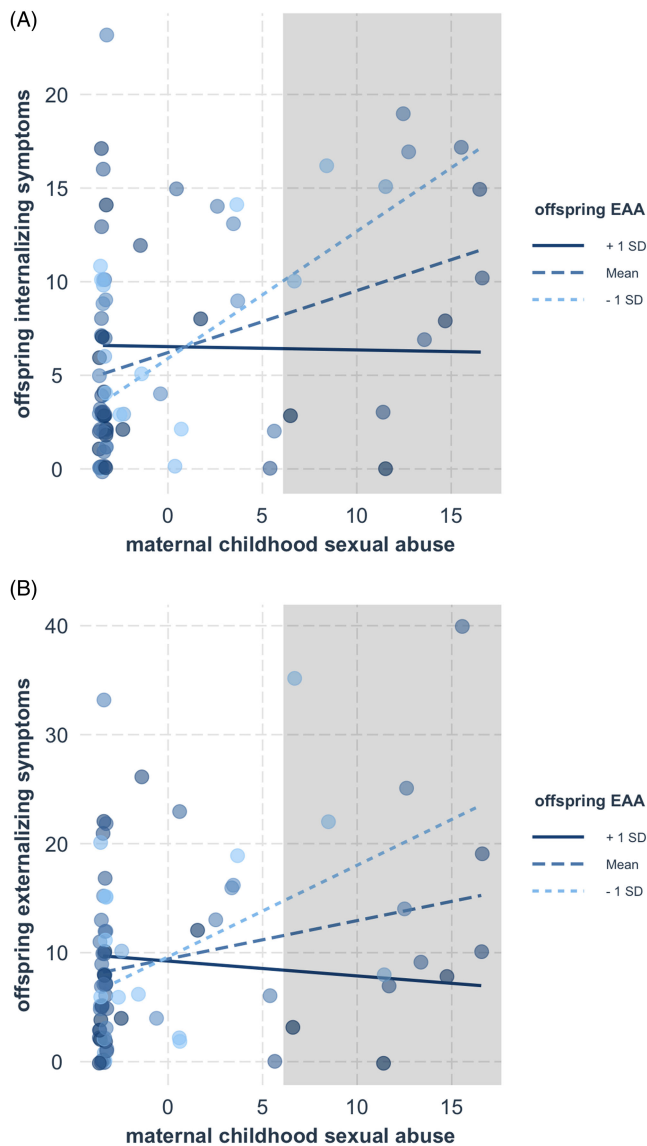 (A)
20
15
10
5
0
offspring internalizing symptoms
0 5 10 15
maternal childhood sexual abuse
offspring EAA
+ 1 SD
Mean
- 1 SD
(B)
40
30
20
10
0
offspring externalizing symptoms
0 5 10 15
maternal childhood sexual abuse
offspring EAA
+ 1 SD
Mean
- 1 SD